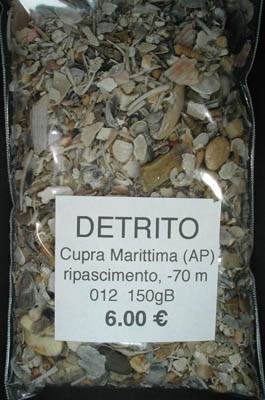 DETRITO
Cupra Marittima (AP)
ripascimento, -70 m
012 150gB
6.00 €